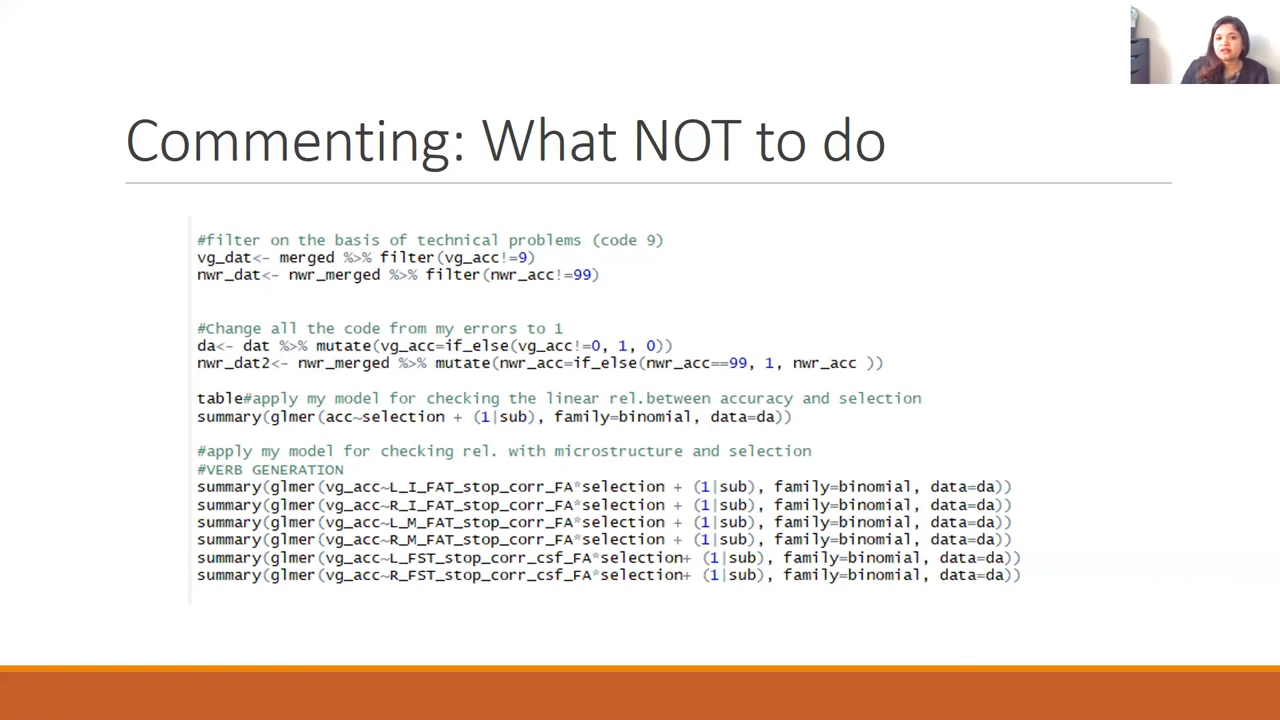 Commenting: What NOT to do
#filter on the basis of technical problems (code 9)
vg_dat<- merged %>% filter(vg_acc!=9)
nwr_dat<- nwr_merged %>% filter(nwr_acc!=99)
#Change all the code from my errors to 1
da<- dat %>% mutate(vg_acc=if_else(vg_acc!=0, 1, 0))
nwr_dat2<- nwr_merged %>% mutate(nwr_acc=if_else(nwr_acc==99, 1, nwr_acc ))
table#apply my model for checking the linear rel.between accuracy and selection
summary(glmer(acc~selection + (1|sub), family=binomial, data=da))
#apply my model for checking rel. with microstructure and selection
#VERB GENERATION
summary(glmer(vg_acc~L_I_FAT_stop_corr_FA*selection + (1|sub), family=binomial, data=da))
summary(glmer(vg_acc~R_I_FAT_stop_corr_FA*selection + (1|sub), family=binomial, data=da))
summary(glmer(vg_acc~L_M_FAT_stop_corr_FA*selection + (1|sub), family=binomial, data=da))
summary(glmer(vg_acc~R_M_FAT_stop_corr_FA*selection + (1|sub), family=binomial, data=da))
summary(glmer(vg_acc~L_FST_stop_corr_csf_FA*selection+ (1|sub), family=binomial, data=da))
summary(glmer(vg_acc~R_FST_stop_corr_csf_FA*selection+ (1|sub), family=binomial, data=da))